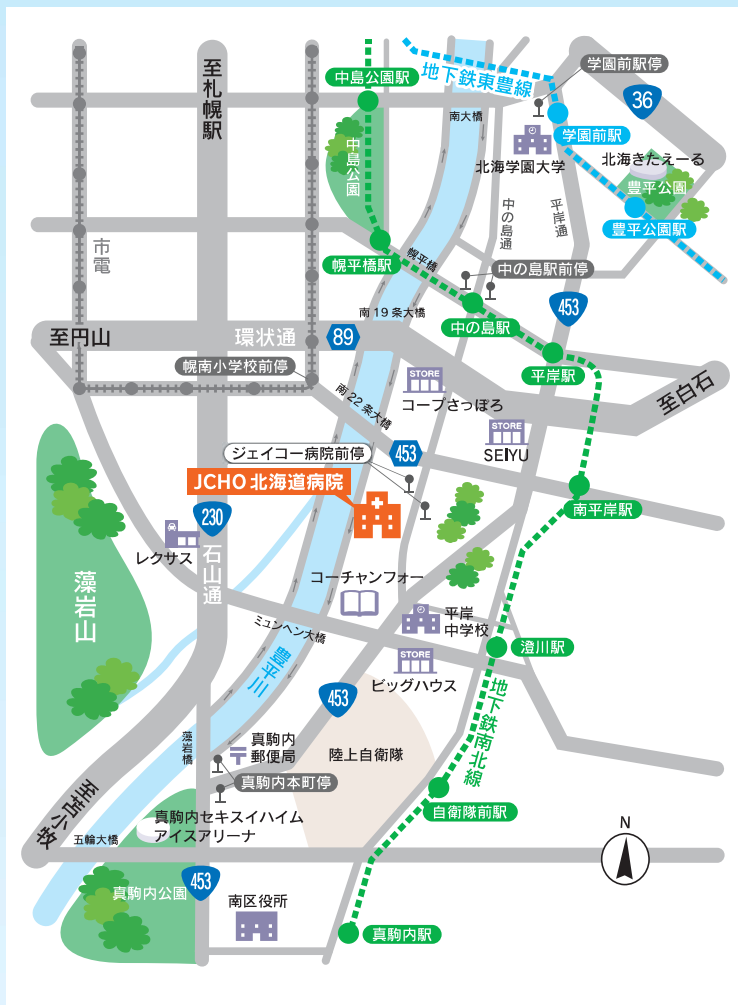 地下鉄東豊線
学園前駅停
中島公園駅
至札幌駅
36
南大橋
学園前駅
北海学園大学
北海きたえーる
中島公園
豊平公園
中の島通
平岸通
豊平公園駅
市電
幌平橋駅
幌平橋
中の島駅前停
453
南19条大橋
中の島駅
至円山
環状通
89
幌南小学校前停
平岸駅
至白石
STORE
コープさっぽろ
南22条大橋
STORE
SEIYU
ジェイコー病院前停
453
JCHO 北海道病院
南平岸駅
230
レクサス
石山通
藻岩山
コーチャンフォー
平岸
中学校
ミュンヘン大橋
澄川駅
STORE
ビッグハウス
豊平川
453
地下鉄南北線
藻岩橋
真駒内
郵便局
陸上自衛隊
真駒内本町停
自衛隊前駅
至苫小牧
真駒内セキスイハイム
アイスアリーナ
五輪大橋
N
真駒内公園
453
南区役所
真駒内駅